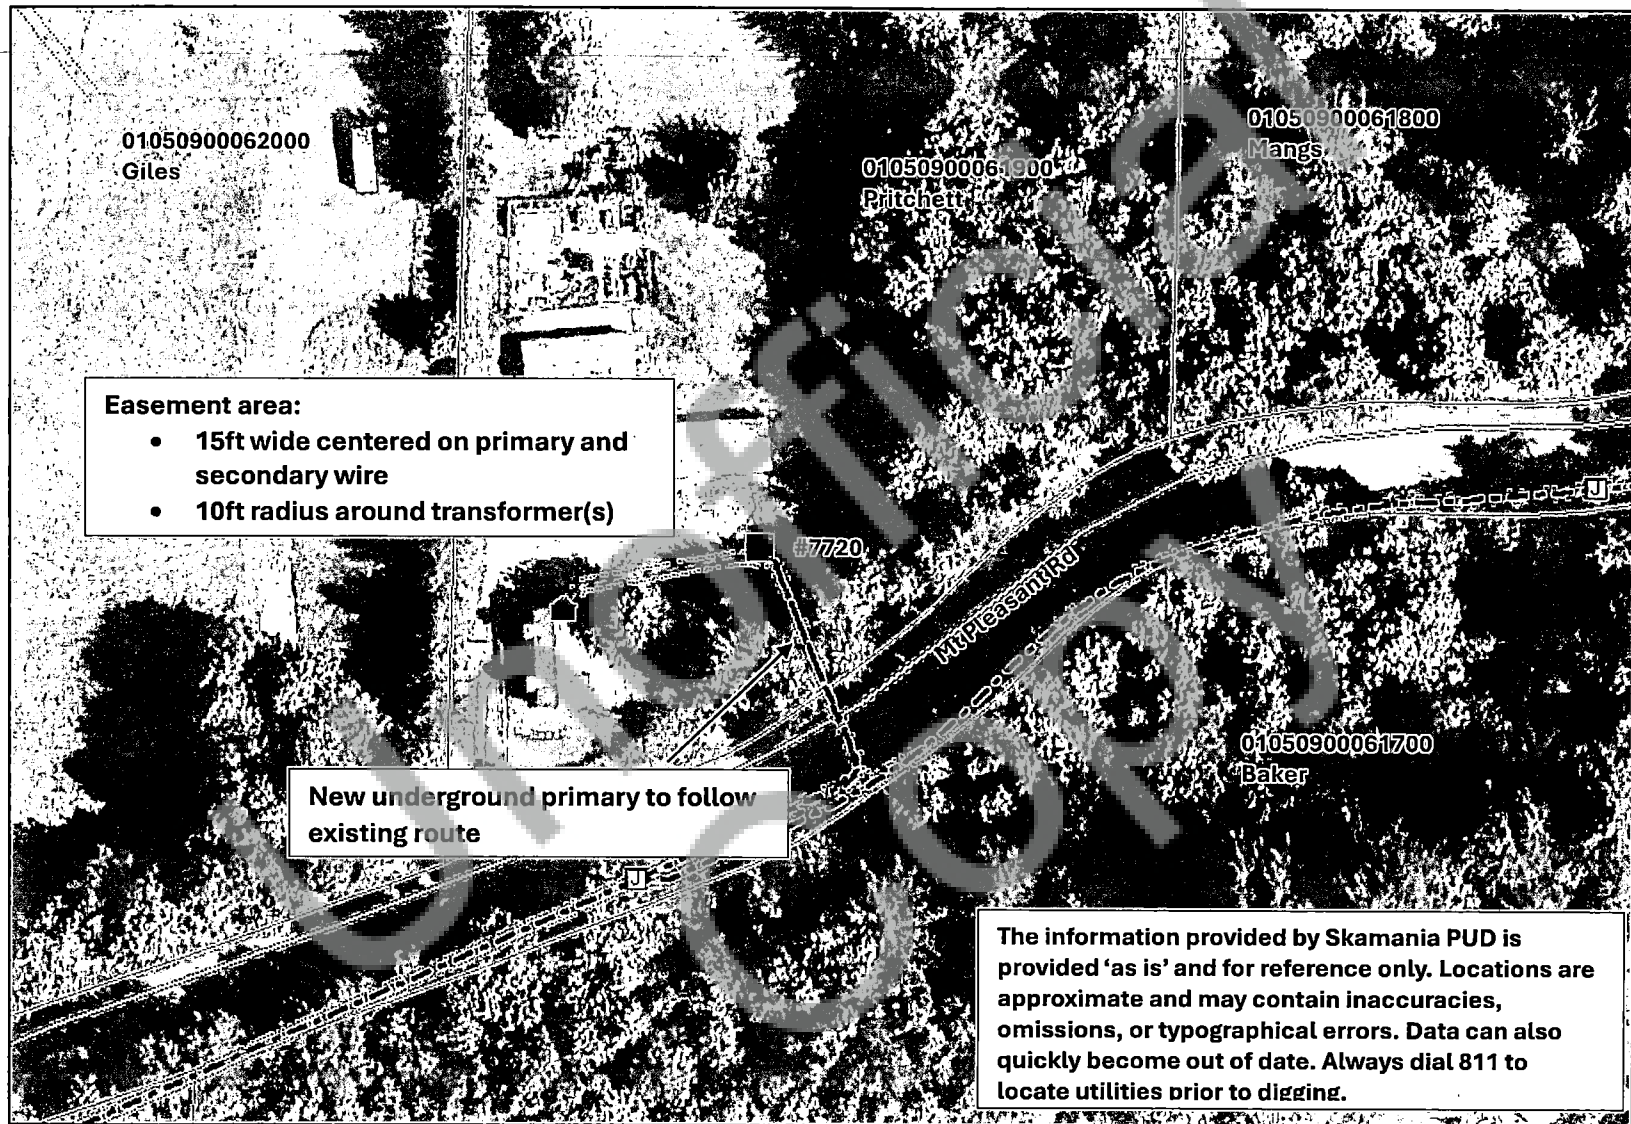 01050900062000
Giles
01050900061900
Pritchett
01050900061800
Mangs
Easement area:
• 15ft wide centered on primary and
secondary wire
• 10ft radius around transformer(s)
J
#7720
Mt Pleasant Rd
01050900061700
Baker
New underground primary to follow
existing route
J
The information provided by Skamania PUD is
provided ‘as is’ and for reference only. Locations are
approximate and may contain inaccuracies,
omissions, or typographical errors. Data can also
quickly become out of date. Always dial 811 to
locate utilities prior to digging.
Unofficial
Copy